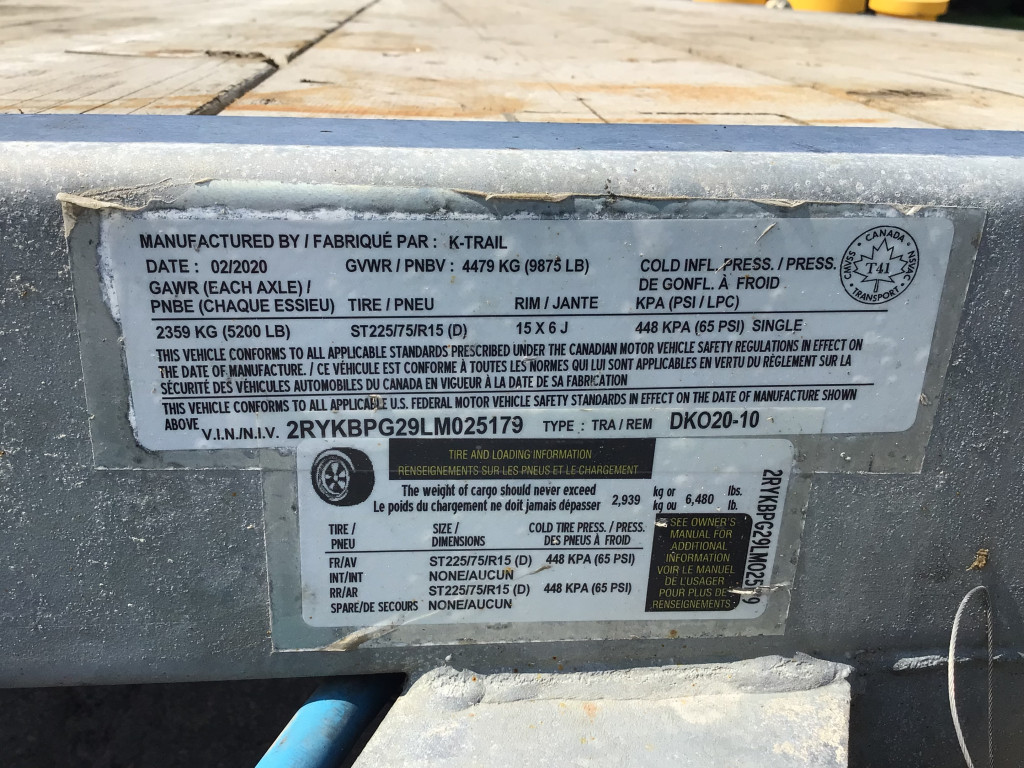 MANUFACTURED BY / FABRIQUÉ PAR : K-TRAIL
DATE : 02/2020 GVWR / PNBV : 4479 KG (9875 LB) COLD INFL. PRESS. / PRESS.
GAWR (EACH AXLE) / DE GONFL. À FROID
PNBE (CHAQUE ESSIEU) TIRE / PNEU RIM / JANTE KPA (PSI / LPC)
2359 KG (5200 LB) ST225/75/R15 (D) 15 X 6 J 448 KPA (65 PSI) SINGLE
CANADA
CMVSS T41 NSVAC
TRANSPORT
THIS VEHICLE CONFORMS TO ALL APPLICABLE STANDARDS PRESCRIBED UNDER THE CANADIAN MOTOR VEHICLE SAFETY REGULATIONS IN EFFECT ON
THE DATE OF MANUFACTURE. / CE VÉHICULE EST CONFORME À TOUTES LES NORMES QUI LUI SONT APPLICABLES EN VERTU DU RÈGLEMENT SUR LA
SÉCURITÉ DES VÉHICULES AUTOMOBILES DU CANADA EN VIGUEUR À LA DATE DE SA FABRICATION
THIS VEHICLE CONFORMS TO ALL APPLICABLE U.S. FEDERAL MOTOR VEHICLE SAFETY STANDARDS IN EFFECT ON THE DATE OF MANUFACTURE SHOWN
ABOVE
V.I.N./N.I.V. 2RYKBPG29LM025179 TYPE : TRA / REM DKO20-10
TIRE AND LOADING INFORMATION
RENSEIGNEMENTS SUR LES PNEUS ET LE CHARGEMENT
The weight of cargo should never exceed 2,939 kg or 6,480 lbs.
Le poids du chargement ne doit jamais dépasser kg ou lb.
TIRE / SIZE / COLD TIRE PRESS. / PRESS.
PNEU DIMENSIONS DES PNEUS À FROID
FR/AV ST225/75/R15 (D) 448 KPA (65 PSI)
INT/INT NONE/AUCUN
RR/AR ST225/75/R15 (D) 448 KPA (65 PSI)
SPARE/DE SECOURS NONE/AUCUN
SEE OWNER'S
MANUAL FOR
ADDITIONAL
INFORMATION
VOIR LE MANUEL
DE L'USAGER
POUR PLUS DE
RENSEIGNEMENTS
2RYKBPG29LM025179